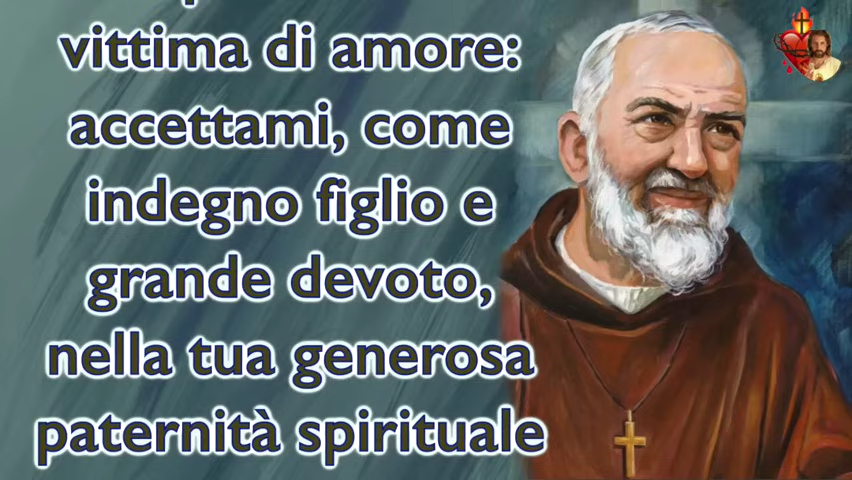 vittima di amore:
accettami, come
indegno figlio e
grande devoto,
nella tua generosa
paternità spirituale